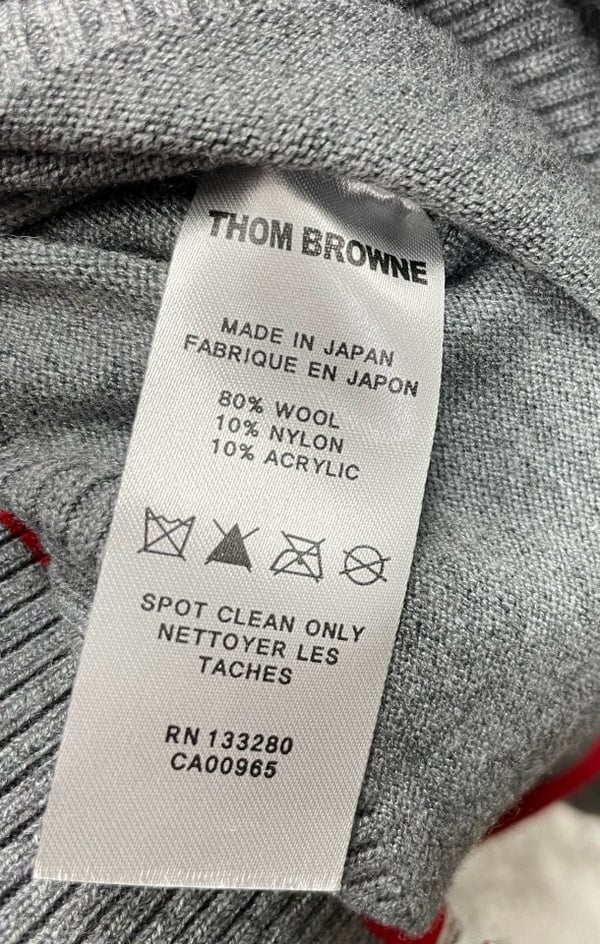 THOM BROWNE
MADE IN JAPAN
FABRIQUE EN JAPON
80% WOOL
10% NYLON
10% ACRYLIC
SPOT CLEAN ONLY
NETTOYER LES
TACHES
RN 133280
CA00965